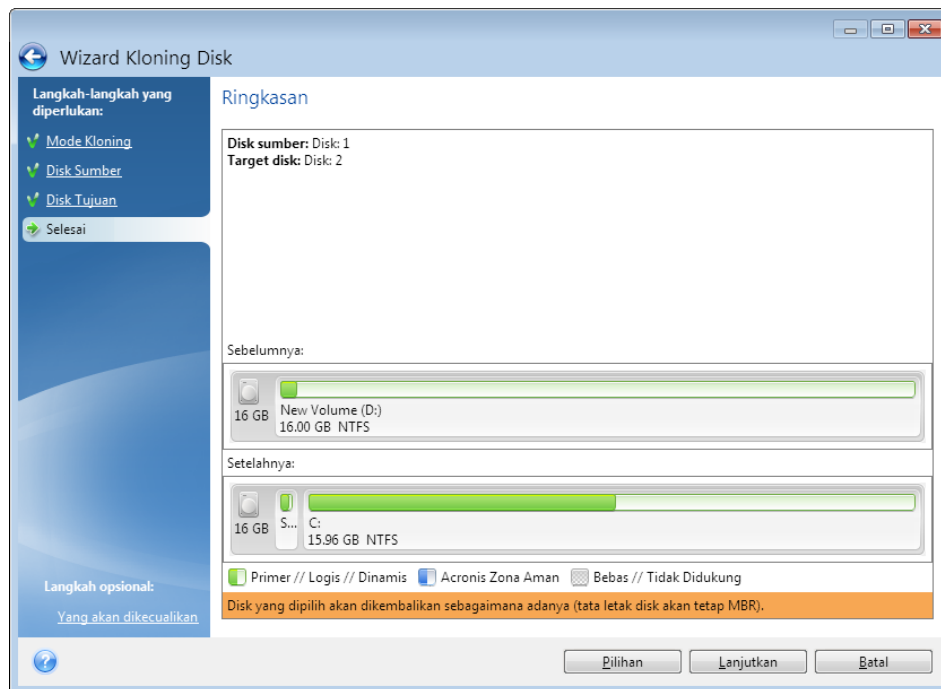 Wizard Kloning Disk
Langkah-langkah yang
diperlukan:
Mode Kloning
Disk Sumber
Disk Tujuan
Selesai
Langkah opsional:
Yang akan dikecualikan
Ringkasan
Disk sumber: Disk: 1
Target disk: Disk: 2
Sebelumnya:
16 GB
New Volume (D:)
16.00 GB NTFS
Setelahnya:
16 GB
S...
C:
15.96 GB NTFS
Primer // Logis // Dinamis Acronis Zona Aman Bebas // Tidak Didukung
Disk yang dipilih akan dikembalikan sebagaimana adanya (tata letak disk akan tetap MBR).
?
Pilihan Lanjutkan Batal